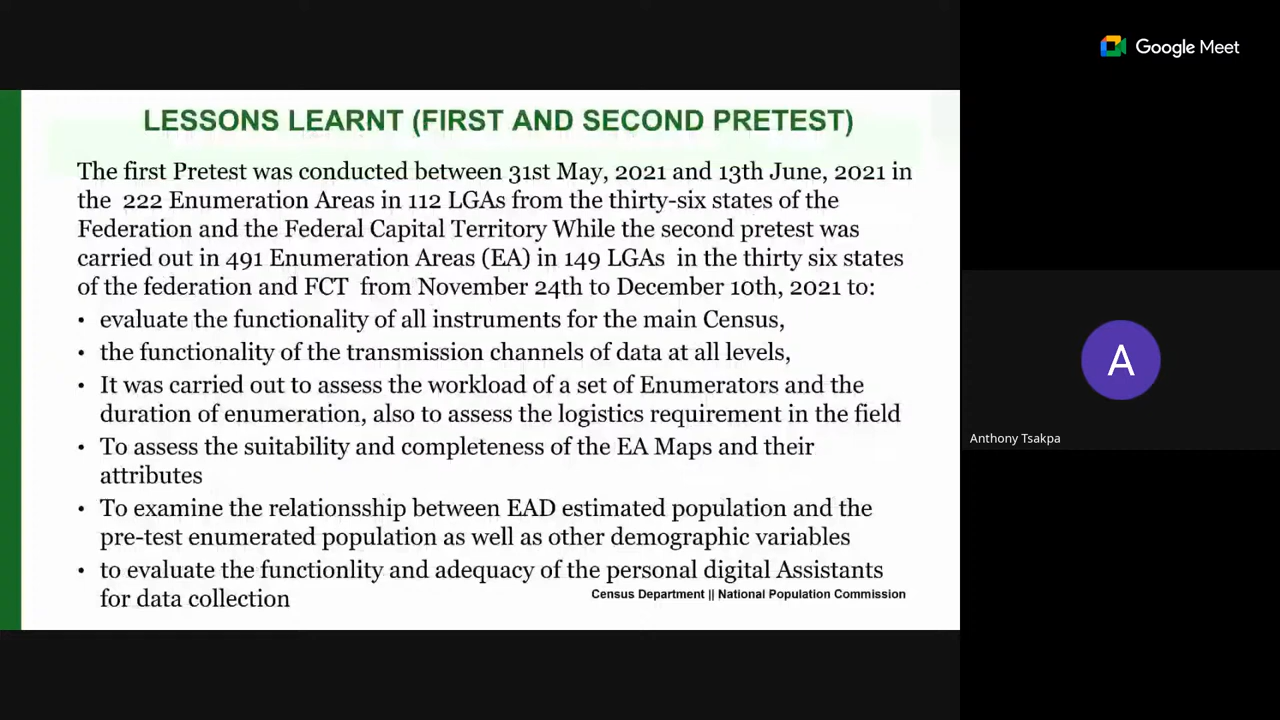 Google Meet
LESSONS LEARNT (FIRST AND SECOND PRETEST)
The first Pretest was conducted between 31st May, 2021 and 13th June, 2021 in
the 222 Enumeration Areas in 112 LGAs from the thirty-six states of the
Federation and the Federal Capital Territory While the second pretest was
carried out in 491 Enumeration Areas (EA) in 149 LGAs in the thirty six states
of the federation and FCT from November 24th to December 10th, 2021 to:
• evaluate the functionality of all instruments for the main Census,
• the functionality of the transmission channels of data at all levels,
• It was carried out to assess the workload of a set of Enumerators and the
duration of enumeration, also to assess the logistics requirement in the field
• To assess the suitability and completeness of the EA Maps and their
attributes
• To examine the relationsship between EAD estimated population and the
pre-test enumerated population as well as other demographic variables
• to evaluate the functionlity and adequacy of the personal digital Assistants
for data collection
Census Department || National Population Commission
A
Anthony Tsakpa